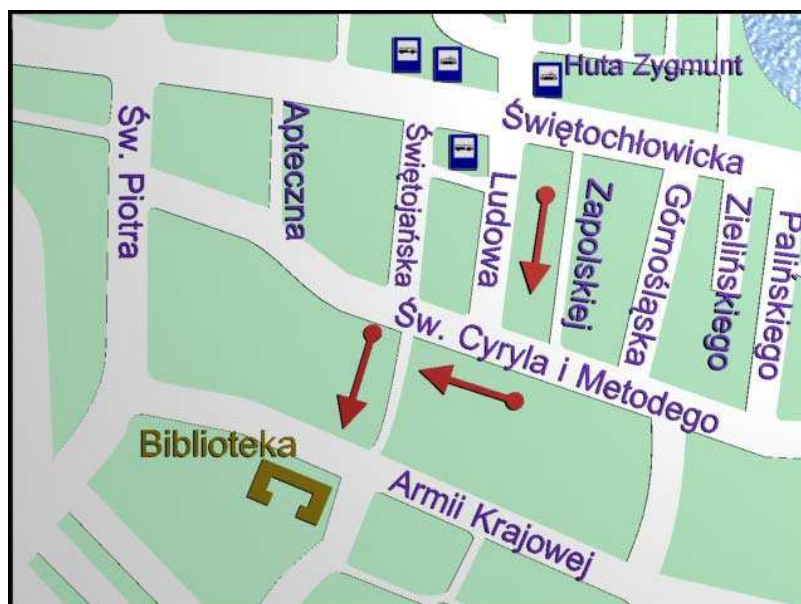 Huta Zygmunt
Świętochłowicka
Św. Piotra
Apteczna
Świętojańska
Ludowa
Zapolskiej
Górnośląska
Zielińskiego
Palińskiego
Św. Cyryla i Metodego
Biblioteka
Armii Krajowej